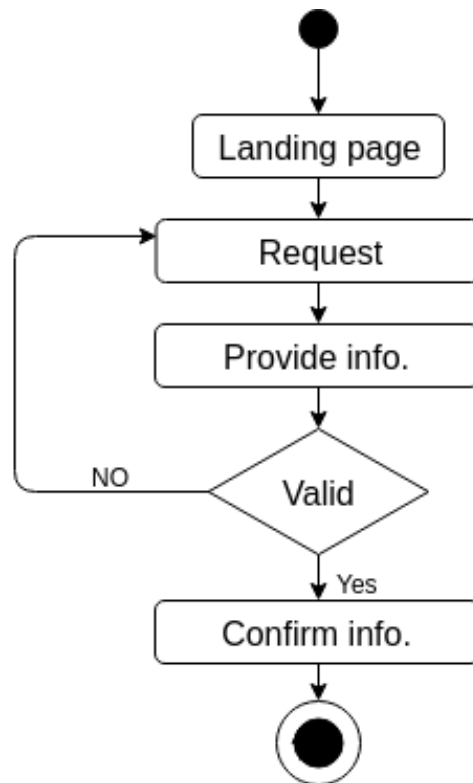 Landing page
Request
Provide info.
Valid
NO
Yes
Confirm info.